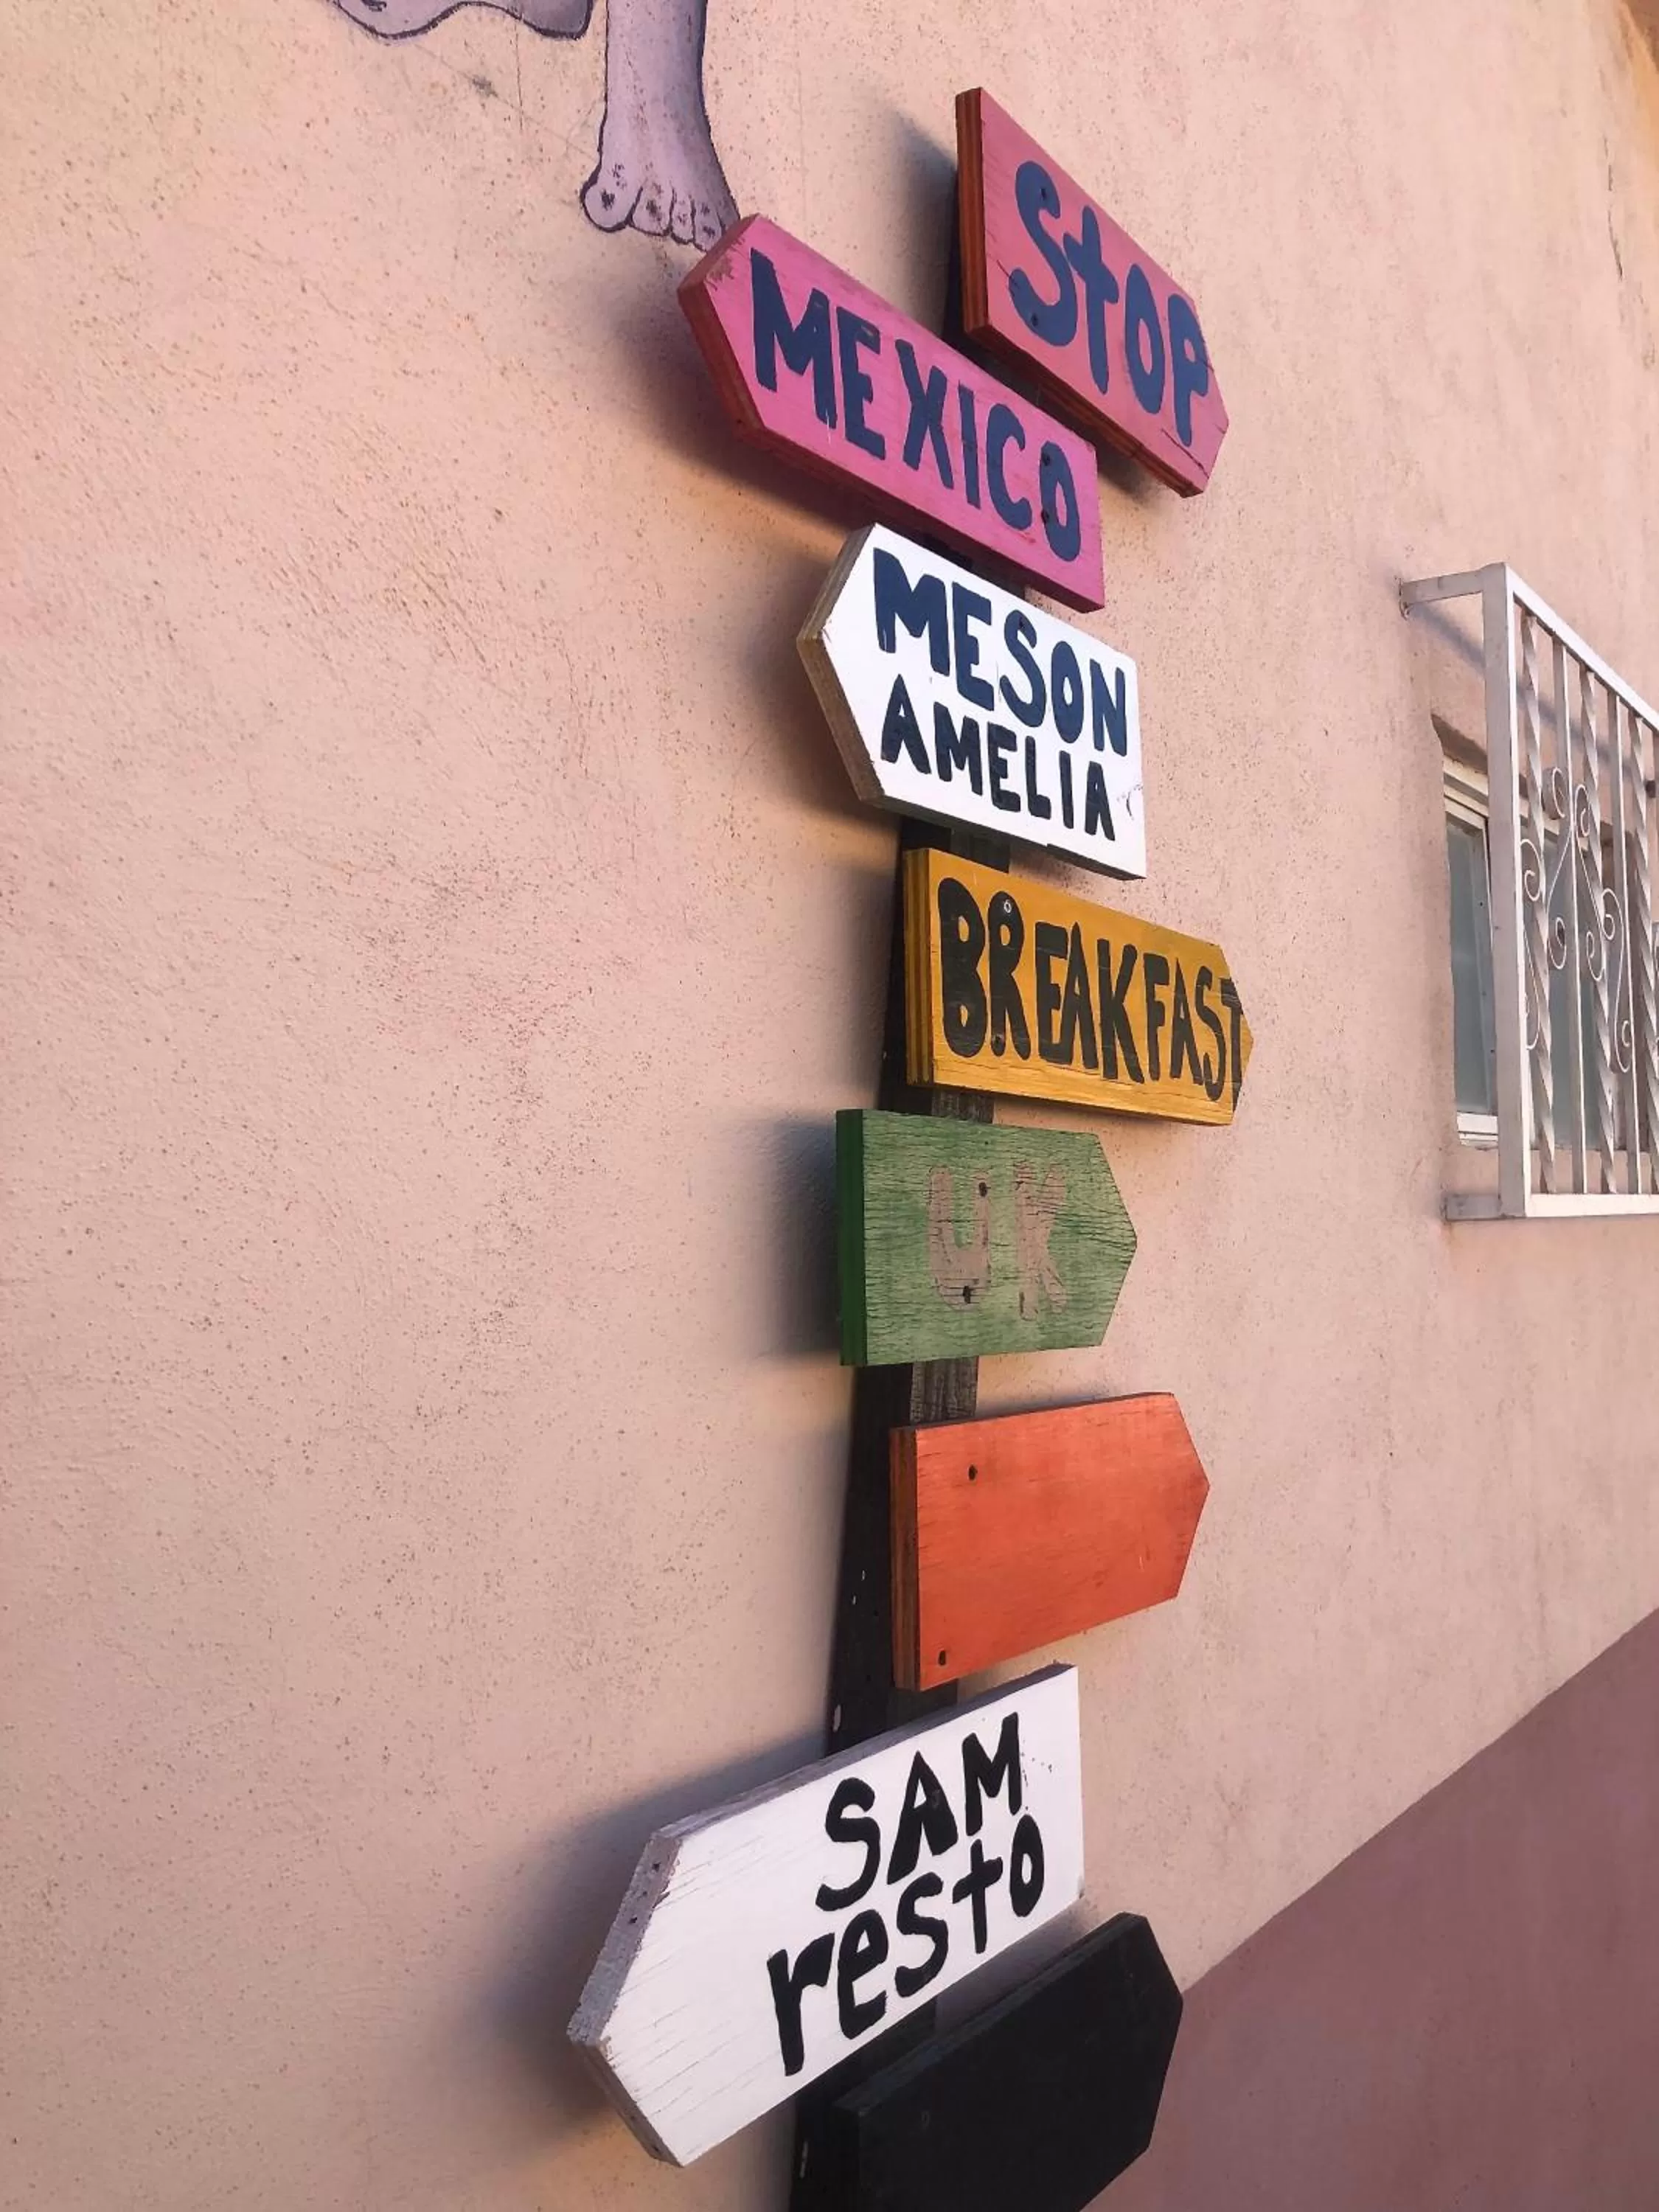 StOP
MEXICO
MESON
AMELIA
BREAKFAST
UK
SAM
resto